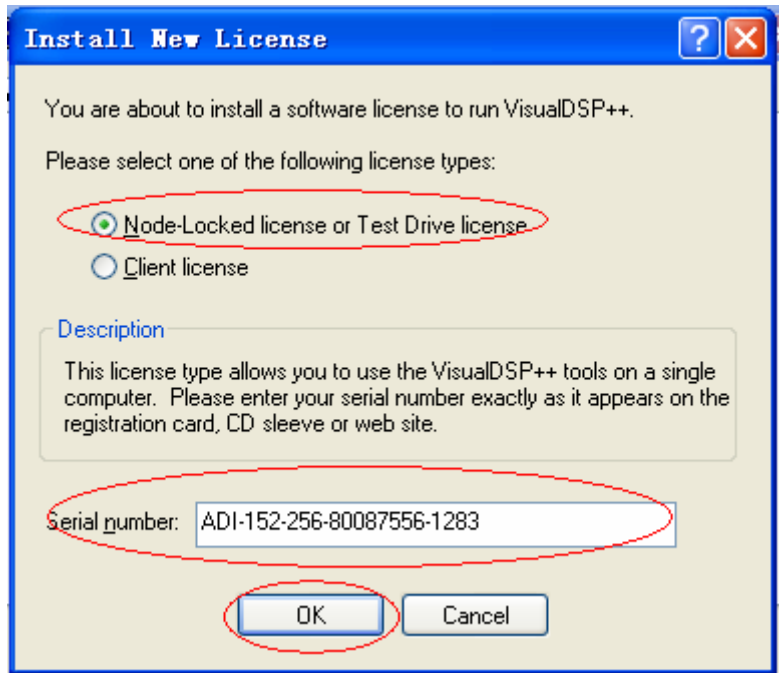 Install New License
You are about to install a software license to run VisualDSP++.
Please select one of the following license types:
Node-Locked license or Test Drive license
Client license
Description
This license type allows you to use the VisualDSP++ tools on a single
computer. Please enter your serial number exactly as it appears on the
registration card, CD sleeve or web site.
Serial number: ADI-152-256-80087556-1283
OK Cancel